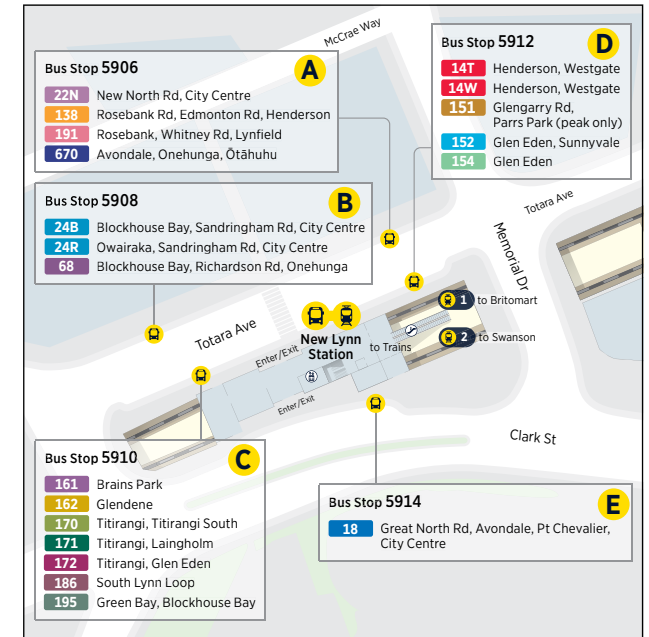 McCrae Way
Bus Stop 5906
A
22N New North Rd, City Centre
138 Rosebank Rd, Edmonton Rd, Henderson
191 Rosebank, Whitney Rd, Lynfield
670 Avondale, Onehunga, Ōtāhuhu
Bus Stop 5912
D
14T Henderson, Westgate
14W Henderson, Westgate
151 Glengarry Rd,
Parrs Park (peak only)
152 Glen Eden, Sunnyvale
154 Glen Eden
Bus Stop 5908
B
24B Blockhouse Bay, Sandringham Rd, City Centre
24R Owairaka, Sandringham Rd, City Centre
68 Blockhouse Bay, Richardson Rd, Onehunga
Totara Ave
Memorial Dr
1 to Britomart
2 to Swanson
Totara Ave
New Lynn
Station
to Trains
Enter/Exit
Enter/Exit
Clark St
Bus Stop 5910
C
161 Brains Park
162 Glendene
170 Titirangi, Titirangi South
171 Titirangi, Laingholm
172 Titirangi, Glen Eden
186 South Lynn Loop
195 Green Bay, Blockhouse Bay
Bus Stop 5914
E
18 Great North Rd, Avondale, Pt Chevalier,
City Centre